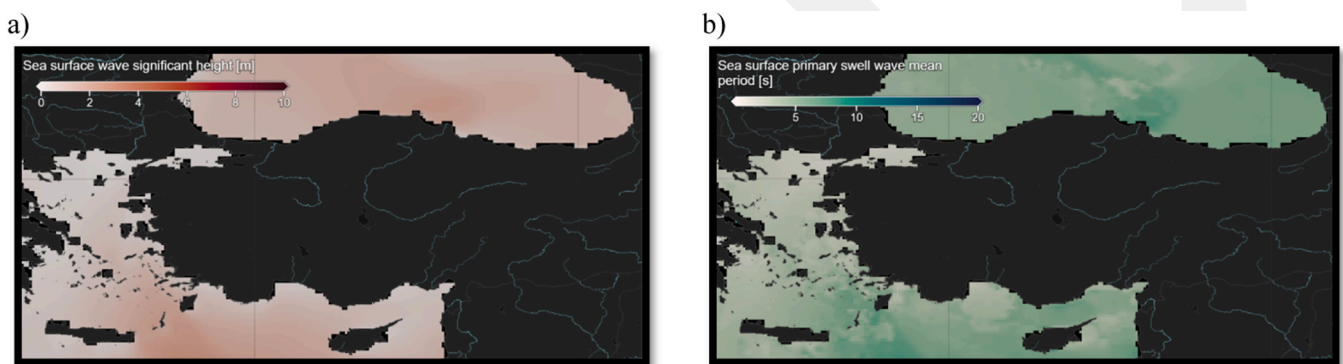 a)
b)
Sea surface wave significant height [m]
0 2 4 6 8 10
Sea surface primary swell wave mean
period [s]
5 10 15 20